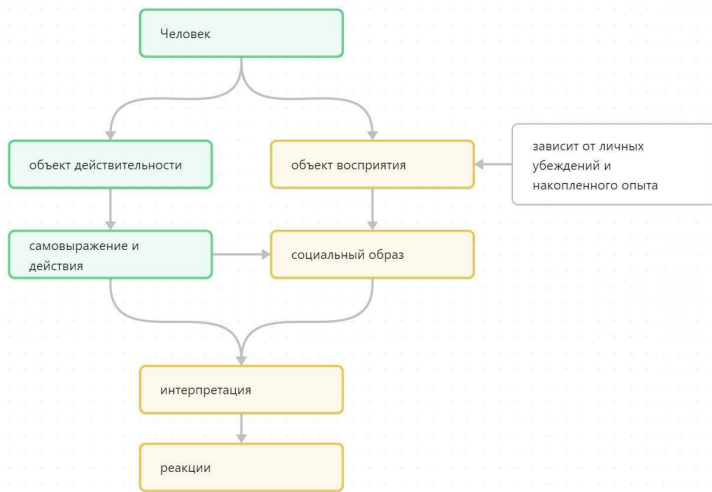 Человек
объект действительности
объект восприятия
зависит от личных
убеждений и
накопленного опыта
самовыражение и
действия
социальный образ
интерпретация
реакции